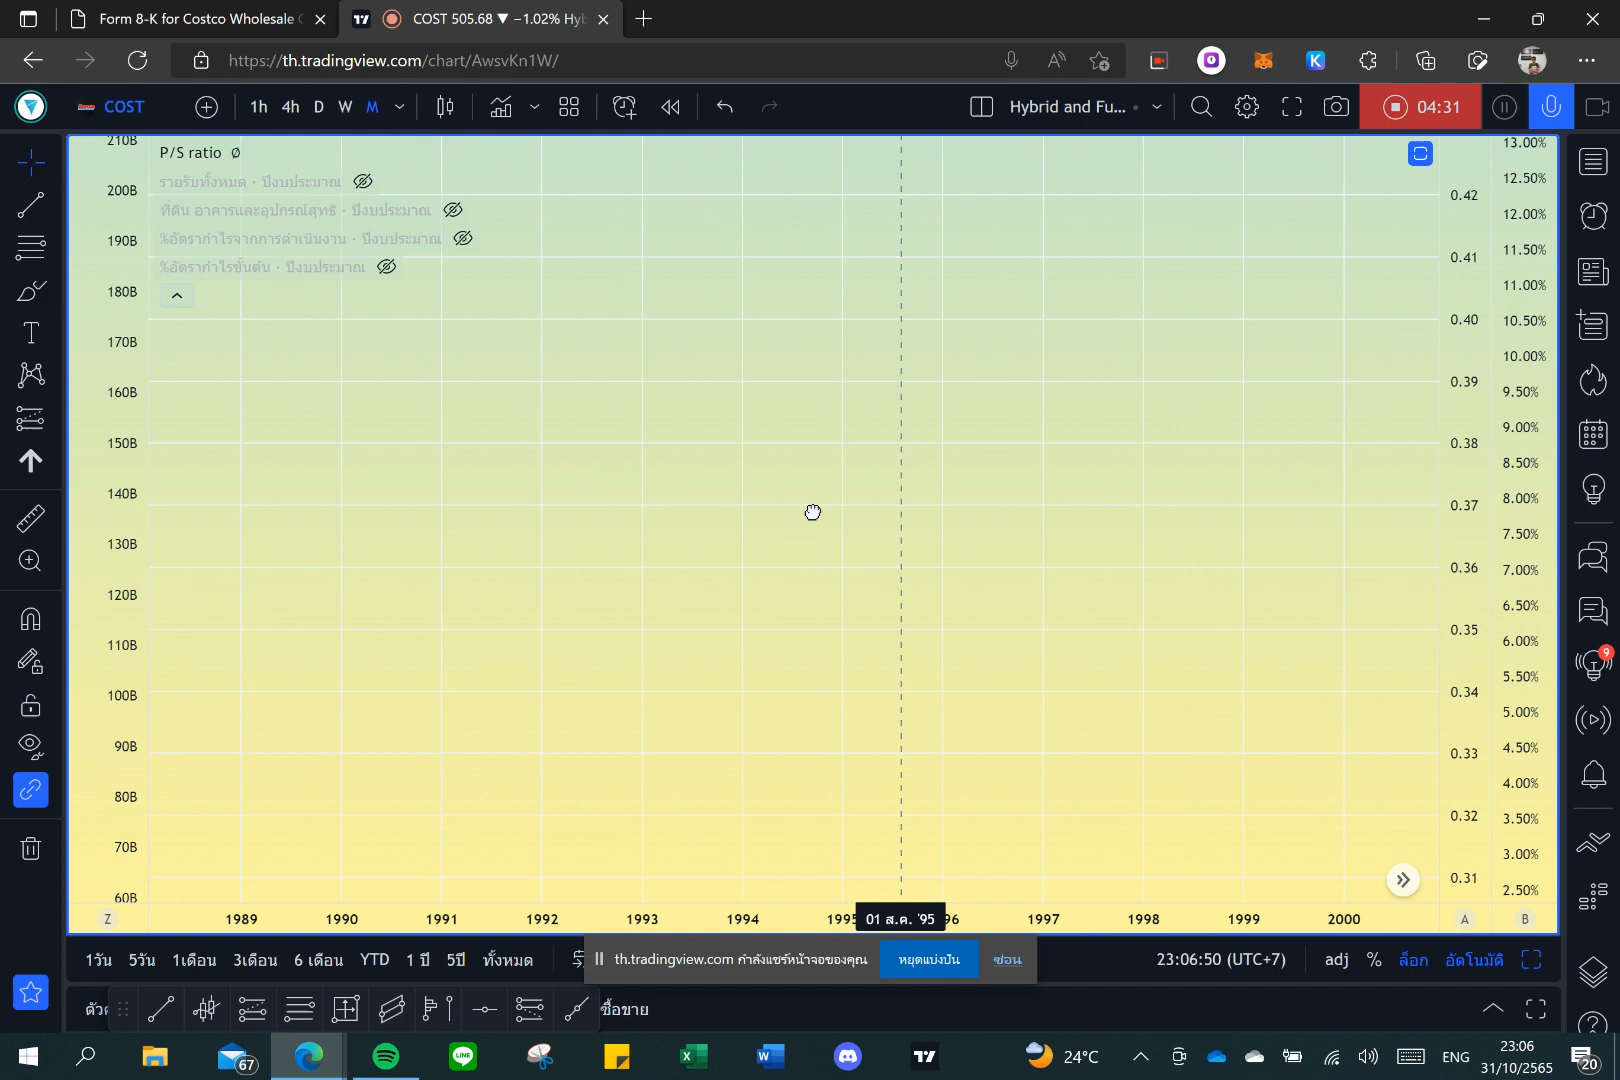 Form 8-K for Costco Wholesale C
COST 505.68 ▼ −1.02% Hyb
https://th.tradingview.com/chart/AwsvKn1W/
COST
1h 4h D W M
Hybrid and Fu...
04:31
P/S ratio ∅
รายรับทั้งหมด · ปีงบประมาณ
ที่ดิน อาคารและอุปกรณ์สุทธิ · ปีงบประมาณ
%อัตรากำไรจากการดำเนินงาน · ปีงบประมาณ
%อัตรากำไรขั้นต้น · ปีงบประมาณ
210B
200B
190B
180B
170B
160B
150B
140B
130B
120B
110B
100B
90B
80B
70B
60B
0.42
0.41
0.40
0.39
0.38
0.37
0.36
0.35
0.34
0.33
0.32
0.31
13.00%
12.50%
12.00%
11.50%
11.00%
10.50%
10.00%
9.50%
9.00%
8.50%
8.00%
7.50%
7.00%
6.50%
6.00%
5.50%
5.00%
4.50%
4.00%
3.50%
3.00%
2.50%
9
Z 1989 1990 1991 1992 1993 1994 1995 01 ส.ค. '95 96 1997 1998 1999 2000 A B
1วัน 5วัน 1เดือน 3เดือน 6 เดือน YTD 1 ปี 5ปี ทั้งหมด
th.tradingview.com กำลังแชร์หน้าจอของคุณ หยุดแบ่งปัน ซ่อน
23:06:50 (UTC+7) adj % ล็อก อัตโนมัติ
ตัวก ซื้อขาย
67
LINE
24°C
ENG
23:06
31/10/2565
20